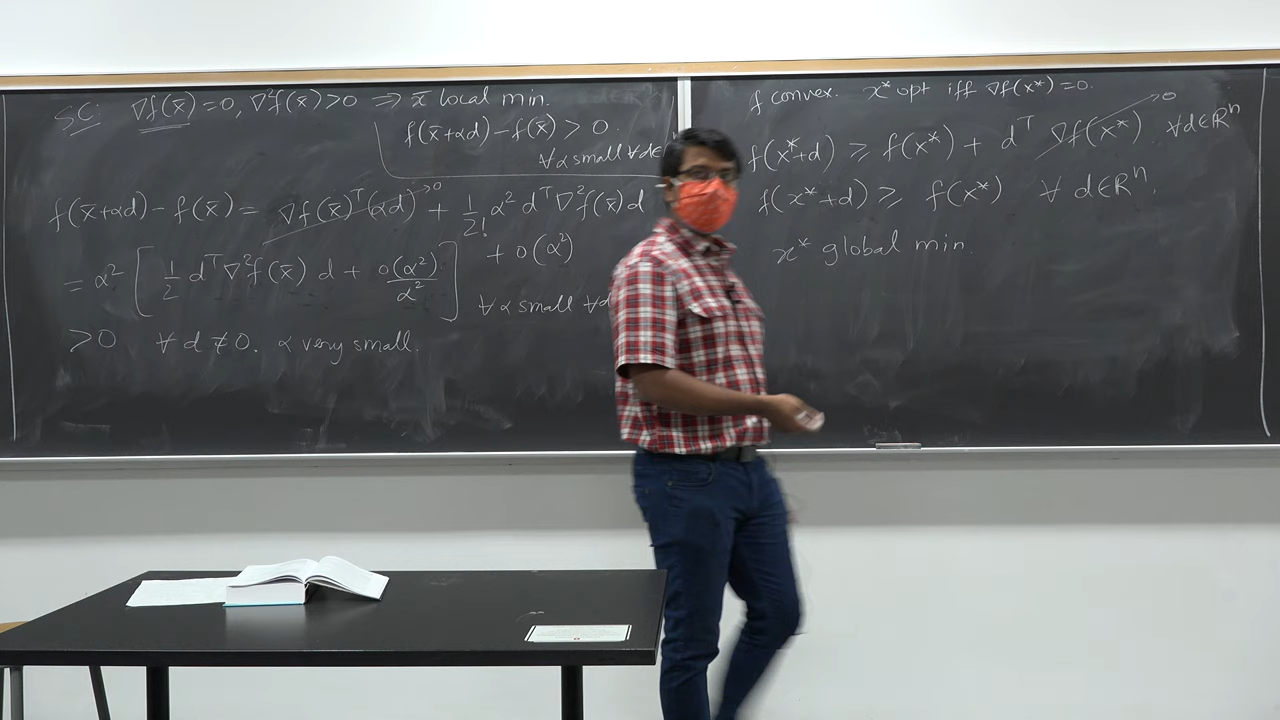 SC: ∇f(x̄)=0, ∇²f(x̄)>0 ⇒ x̄ local min.
f(x̄+αd)−f(x̄)>0.
∀α small ∀d∈
f(x̄+αd)−f(x̄)= ∇f(x̄)ᵀ(αd) →0 + 1/2! α² dᵀ∇²f(x̄)d
+ o(α²)
= α² [ 1/2 dᵀ∇²f(x̄) d + o(α²)/α² ]
∀α small ∀d
>0 ∀ d ≠0. α very small.
f convex. x* opt iff ∇f(x*)=0.
f(x*+d) ≥ f(x*) + dᵀ ∇f(x*) →0 ∀d∈ℝⁿ
f(x*+d) ≥ f(x*) ∀ d∈ℝⁿ.
x* global min.